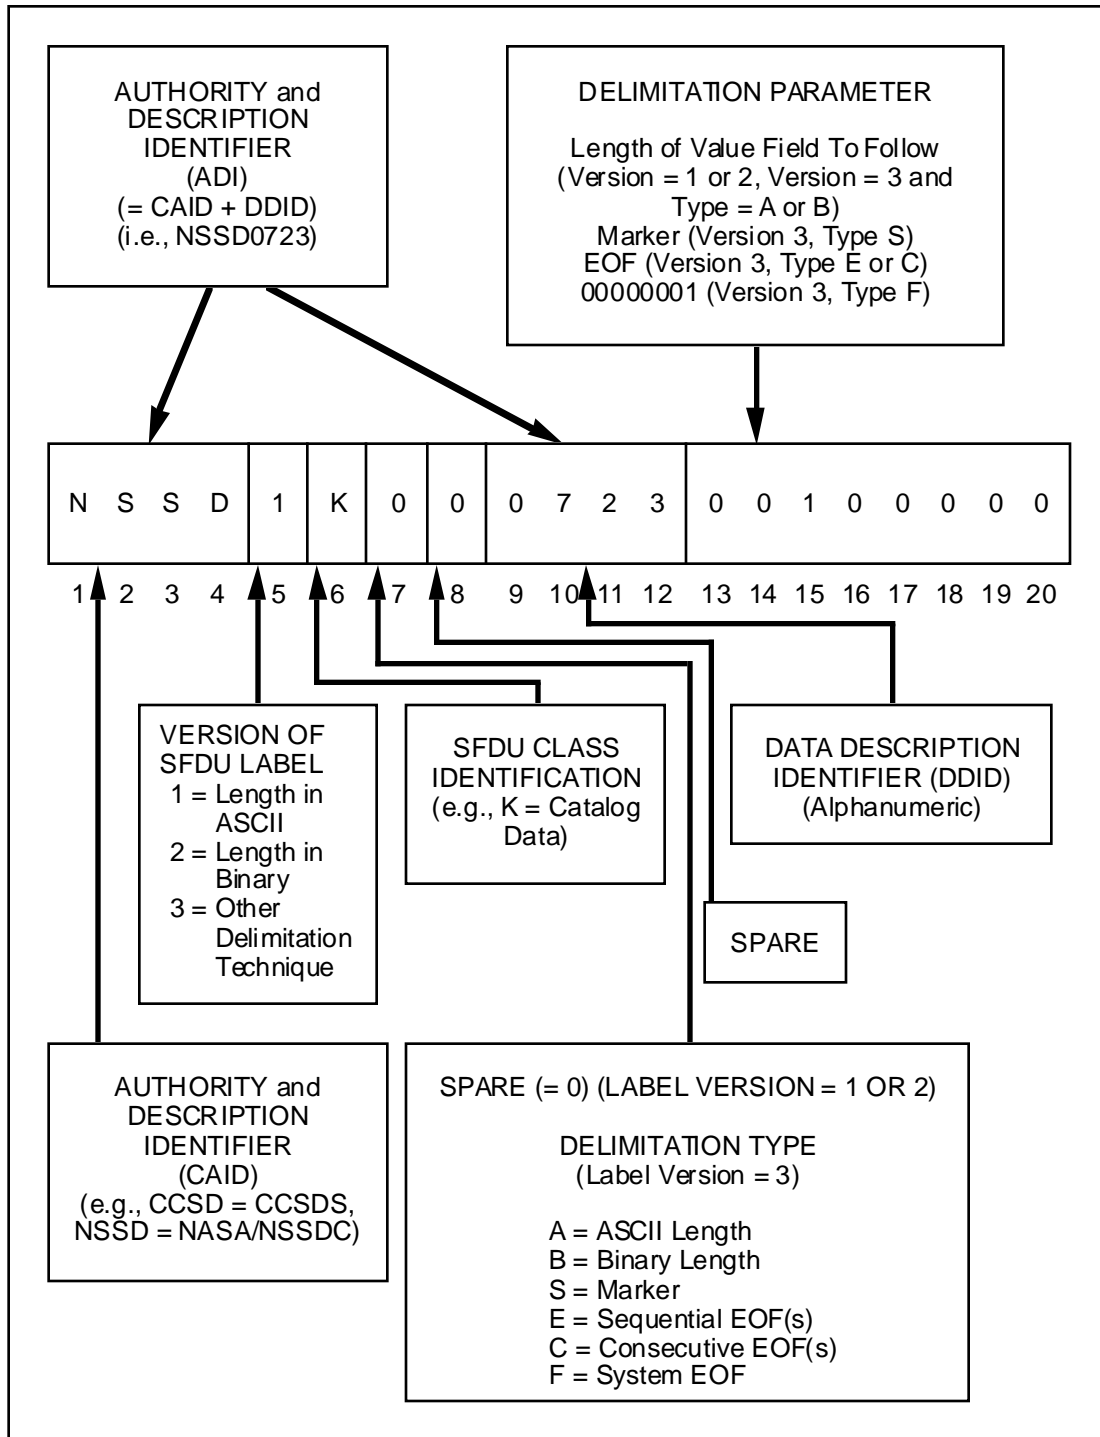 AUTHORITY and
DESCRIPTION
IDENTIFIER
(ADI)
(= CAID + DDID)
(i.e., NSSD0723)
DELIMITATION PARAMETER
Length of Value Field To Follow
(Version = 1 or 2, Version = 3 and
Type = A or B)
Marker (Version 3, Type S)
EOF (Version 3, Type E or C)
00000001 (Version 3, Type F)
N S S D 1 K 0 0 0 7 2 3 0 0 1 0 0 0 0 0
1 2 3 4 5 6 7 8 9 10 11 12 13 14 15 16 17 18 19 20
VERSION OF
SFDU LABEL
1 = Length in
ASCII
2 = Length in
Binary
3 = Other
Delimitation
Technique
SFDU CLASS
IDENTIFICATION
(e.g., K = Catalog
Data)
DATA DESCRIPTION
IDENTIFIER (DDID)
(Alphanumeric)
SPARE
AUTHORITY and
DESCRIPTION
IDENTIFIER
(CAID)
(e.g., CCSD = CCSDS,
NSSD = NASA/NSSDC)
SPARE (= 0) (LABEL VERSION = 1 OR 2)
DELIMITATION TYPE
(Label Version = 3)
A = ASCII Length
B = Binary Length
S = Marker
E = Sequential EOF(s)
C = Consecutive EOF(s)
F = System EOF